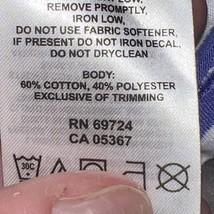 REMOVE PROMPTLY,
IRON LOW,
DO NOT USE FABRIC SOFTENER,
IF PRESENT DO NOT IRON DECAL,
DO NOT DRYCLEAN
BODY:
60% COTTON, 40% POLYESTER
EXCLUSIVE OF TRIMMING
RN 69724
CA 05367
30C